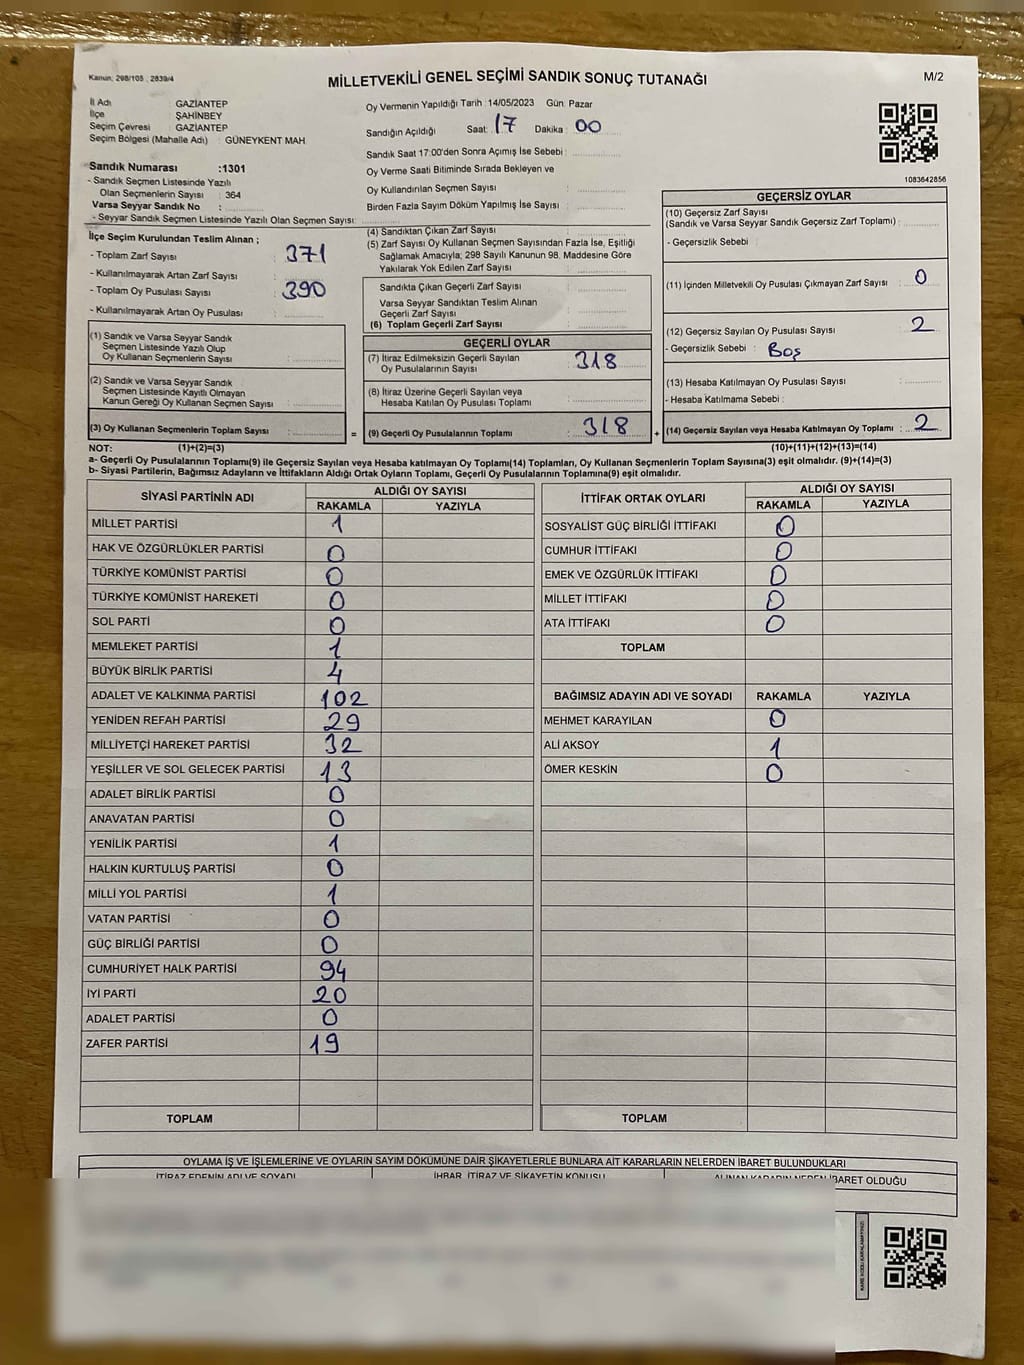 Kanun: 298/105 , 2839/4
MİLLETVEKİLİ GENEL SEÇİMİ SANDIK SONUÇ TUTANAĞI
M/2
İl Adı : GAZİANTEP
İlçe : ŞAHİNBEY
Seçim Çevresi : GAZİANTEP
Seçim Bölgesi (Mahalle Adı) : GÜNEYKENT MAH
Sandık Numarası :1301
- Sandık Seçmen Listesinde Yazılı
Olan Seçmenlerin Sayısı : 364
Varsa Seyyar Sandık No :
- Seyyar Sandık Seçmen Listesinde Yazılı Olan Seçmen Sayısı:
Oy Vermenin Yapıldığı Tarih :14/05/2023 Gün: Pazar
Sandığın Açıldığı Saat: 17 Dakika : 00
Sandık Saat 17:00'den Sonra Açımış İse Sebebi :
Oy Verme Saati Bitiminde Sırada Bekleyen ve
Oy Kullandırılan Seçmen Sayısı :
Birden Fazla Sayım Döküm Yapılmış İse Sayısı :
1083642856
İlçe Seçim Kurulundan Teslim Alınan ;
- Toplam Zarf Sayısı : 371
- Kullanılmayarak Artan Zarf Sayısı :
- Toplam Oy Pusulası Sayısı : 390
- Kullanılmayarak Artan Oy Pusulası :
(1) Sandık ve Varsa Seyyar Sandık
Seçmen Listesinde Yazılı Olup
Oy Kullanan Seçmenlerin Sayısı :
(2) Sandık ve Varsa Seyyar Sandık
Seçmen Listesinde Kayıtlı Olmayan
Kanun Gereği Oy Kullanan Seçmen Sayısı :
(3) Oy Kullanan Seçmenlerin Toplam Sayısı :
(4) Sandıktan Çıkan Zarf Sayısı :
(5) Zarf Sayısı Oy Kullanan Seçmen Sayısından Fazla İse, Eşitliği
Sağlamak Amacıyla; 298 Sayılı Kanunun 98. Maddesine Göre
Yakılarak Yok Edilen Zarf Sayısı :
Sandıkta Çıkan Geçerli Zarf Sayısı :
Varsa Seyyar Sandıktan Teslim Alınan
Geçerli Zarf Sayısı :
(6) Toplam Geçerli Zarf Sayısı :
GEÇERLİ OYLAR
(7) İtiraz Edilmeksizin Geçerli Sayılan
Oy Pusulalarının Sayısı : 318
(8) İtiraz Üzerine Geçerli Sayılan veya
Hesaba Katılan Oy Pusulası Toplamı :
= (9) Geçerli Oy Pusulalarının Toplamı : 318 +
GEÇERSİZ OYLAR
(10) Geçersiz Zarf Sayısı
(Sandık ve Varsa Seyyar Sandık Geçersiz Zarf Toplamı) :
- Geçersizlik Sebebi :
(11) İçinden Milletvekili Oy Pusulası Çıkmayan Zarf Sayısı : 0
(12) Geçersiz Sayılan Oy Pusulası Sayısı : 2
- Geçersizlik Sebebi : Boş
(13) Hesaba Katılmayan Oy Pusulası Sayısı :
- Hesaba Katılmama Sebebi :
(14) Geçersiz Sayılan veya Hesaba Katılmayan Oy Toplamı : 2
NOT: (1)+(2)=(3) (10)+(11)+(12)+(13)=(14)
a- Geçerli Oy Pusulalarının Toplamı(9) ile Geçersiz Sayılan veya Hesaba katılmayan Oy Toplam(14) Toplamları, Oy Kullanan Seçmenlerin Toplam Sayısına(3) eşit olmalıdır. (9)+(14)=(3)
b- Siyasi Partilerin, Bağımsız Adayların ve İttifakların Aldığı Ortak Oyların Toplamı, Geçerli Oy Pusulalarının Toplamına(9) eşit olmalıdır.
SİYASİ PARTİNİN ADI ALDIĞI OY SAYISI
RAKAMLA YAZIYLA
MİLLET PARTİSİ 1
HAK VE ÖZGÜRLÜKLER PARTİSİ 0
TÜRKİYE KOMÜNİST PARTİSİ 0
TÜRKİYE KOMÜNİST HAREKETİ 0
SOL PARTİ 0
MEMLEKET PARTİSİ 1
BÜYÜK BİRLİK PARTİSİ 4
ADALET VE KALKINMA PARTİSİ 102
YENİDEN REFAH PARTİSİ 29
MİLLİYETÇİ HAREKET PARTİSİ 32
YEŞİLLER VE SOL GELECEK PARTİSİ 13
ADALET BİRLİK PARTİSİ 0
ANAVATAN PARTİSİ 0
YENİLİK PARTİSİ 1
HALKIN KURTULUŞ PARTİSİ 0
MİLLİ YOL PARTİSİ 1
VATAN PARTİSİ 0
GÜÇ BİRLİĞİ PARTİSİ 0
CUMHURİYET HALK PARTİSİ 94
İYİ PARTİ 20
ADALET PARTİSİ 0
ZAFER PARTİSİ 19
TOPLAM
İTTİFAK ORTAK OYLARI ALDIĞI OY SAYISI
RAKAMLA YAZIYLA
SOSYALİST GÜÇ BİRLİĞİ İTTİFAKI 0
CUMHUR İTTİFAKI 0
EMEK VE ÖZGÜRLÜK İTTİFAKI 0
MİLLET İTTİFAKI 0
ATA İTTİFAKI 0
TOPLAM
BAĞIMSIZ ADAYIN ADI VE SOYADI RAKAMLA YAZIYLA
MEHMET KARAYILAN 0
ALİ AKSOY 1
ÖMER KESKİN 0
TOPLAM
OYLAMA İŞ VE İŞLEMLERİNE VE OYLARIN SAYIM DÖKÜMÜNE DAİR ŞİKAYETLERLE BUNLARA AİT KARARLARIN NELERDEN İBARET BULUNDUKLARI
İTİRAZ EDENİN ADI VE SOYADI İHBAR, İTİRAZ VE ŞİKAYETİN KONUSU ALINAN KARARIN NEDEN İBARET OLDUĞU
KARE KODU KARALAMAYINIZ!